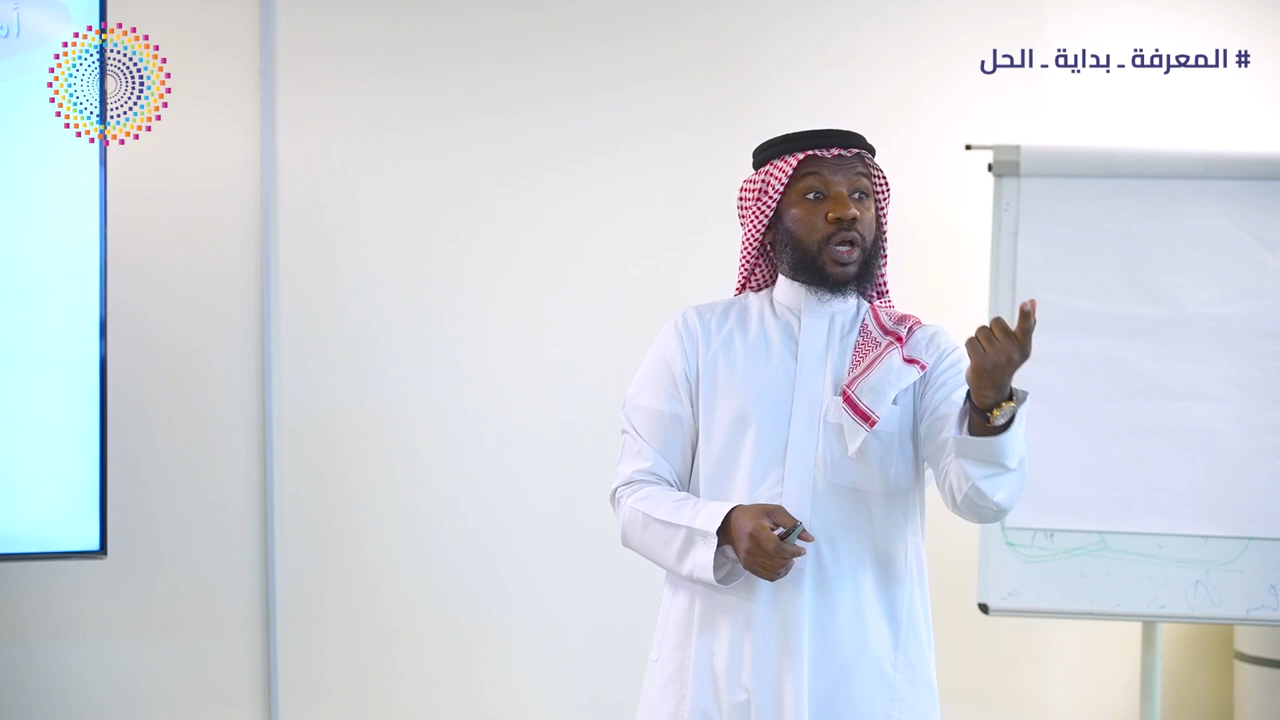 # المعرفة ـ بداية ـ الحل